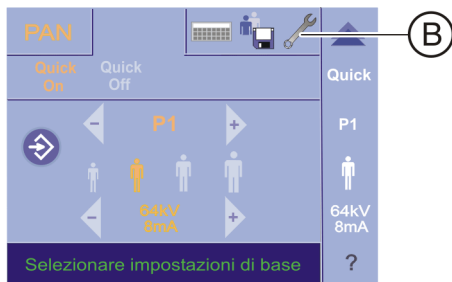 PAN
B
Quick On
Quick Off
Quick
- P1 +
P1
- 64kV 8mA +
64kV
8mA
Selezionare impostazioni di base
?